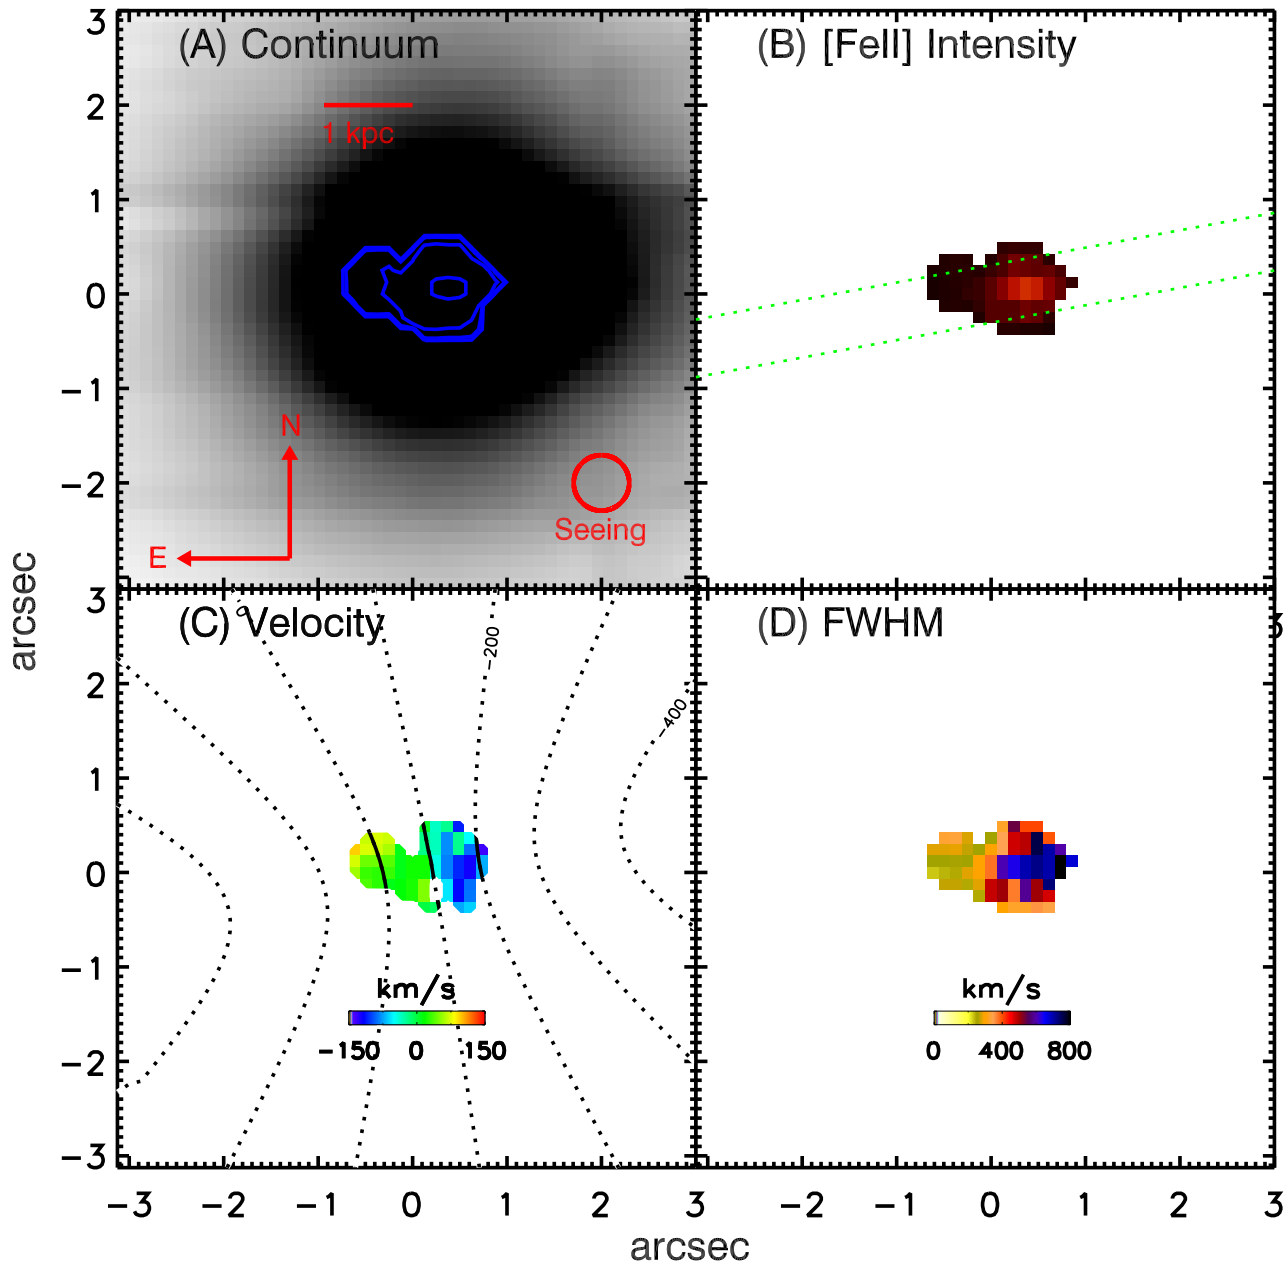 (A) Continuum
(B) [FeII] Intensity
1 kpc
N
E
Seeing
3
2
1
0
−1
−2
arcsec
(C) Velocity
(D) FWHM
0
−200
−400
3
3
2
1
0
−1
−2
−3
km/s
−150 0 150
km/s
0 400 800
−3 −2 −1 0 1 2 3
−2 −1 0 1 2 3
arcsec